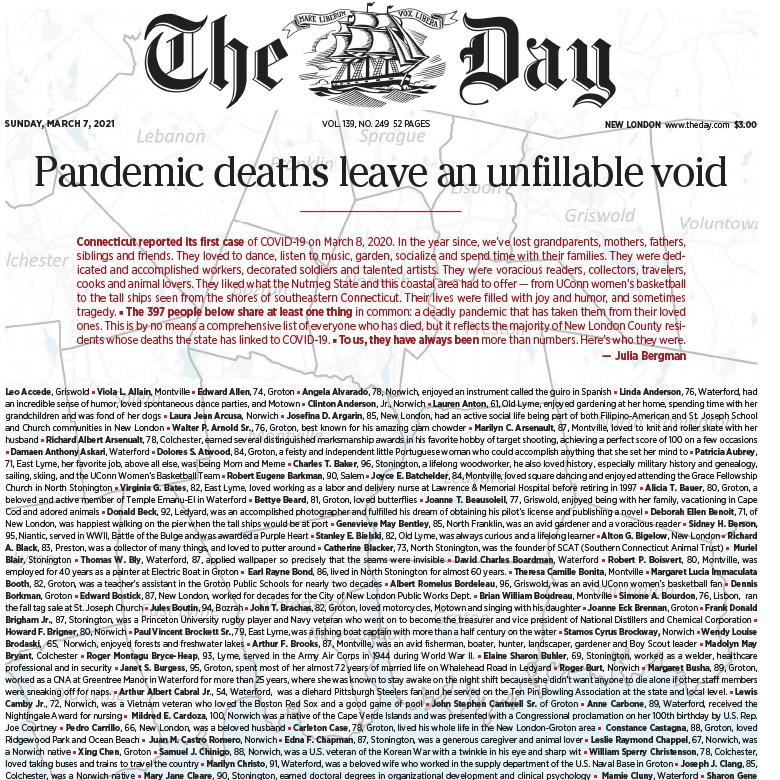 The Day
MARE LIBERUM
VOX LIBERA
SUNDAY, MARCH 7, 2021 VOL. 139, NO. 249 52 PAGES NEW LONDON www.theday.com $3.00
Lebanon
Sprague
Franklin
Lisbon
Griswold
Voluntow
Pandemic deaths leave an unfillable void
lchester
Connecticut reported its first case of COVID-19 on March 8, 2020. In the year since, we've lost grandparents, mothers, fathers,
siblings and friends. They loved to dance, listen to music, garden, socialize and spend time with their families. They were dedi-
cated and accomplished workers, decorated soldiers and talented artists. They were voracious readers, collectors, travelers,
cooks and animal lovers. They liked what the Nutmeg State and this coastal area had to offer — from UConn women's basketball
to the tall ships seen from the shores of southeastern Connecticut. Their lives were filled with joy and humor, and sometimes
tragedy. ▪ The 397 people below share at least one thing in common: a deadly pandemic that has taken them from their loved
ones. This is by no means a comprehensive list of everyone who has died, but it reflects the majority of New London County resi-
dents whose deaths the state has linked to COVID-19. ▪ To us, they have always been more than numbers. Here's who they were.
— Julia Bergman
Leo Accede, Griswold ▪ Viola L. Allain, Montville ▪ Edward Allen, 74, Groton ▪ Angela Alvarado, 78, Norwich, enjoyed an instrument called the guiro in Spanish ▪ Linda Anderson, 76, Waterford, had
an incredible sense of humor, loved spontaneous dance parties, and Motown ▪ Clinton Anderson, Jr., Norwich ▪ Lauren Anton, 61, Old Lyme, enjoyed gardening at her home, spending time with her
grandchildren and was fond of her dogs ▪ Laura Jean Arcusa, Norwich ▪ Josefina D. Argarin, 85, New London, had an active social life being part of both Filipino-American and St. Joseph School
and Church communities in New London ▪ Walter P. Arnold Sr., 76, Groton, best known for his amazing clam chowder ▪ Marilyn C. Arsenault, 87, Montville, loved to knit and roller-skate with her
husband ▪ Richard Albert Arsenualt, 78, Colchester, earned several distinguished marksmanship awards in his favorite hobby of target shooting, achieving a perfect score of 100 on a few occasions
▪ Damaen Anthony Askari, Waterford ▪ Dolores S. Atwood, 84, Groton, a feisty and independent little Portuguese woman who could accomplish anything that she set her mind to ▪ Patricia Aubrey,
71, East Lyme, her favorite job, above all else, was being Mom and Meme ▪ Charles T. Baker, 96, Stonington, a lifelong woodworker, he also loved history, especially military history and genealogy,
sailing, skiing, and the UConn Women's Basketball Team ▪ Robert Eugene Barkman, 90, Salem ▪ Joyce E. Batchelder, 84, Montville, loved square dancing and enjoyed attending the Grace Fellowship
Church in North Stonington ▪ Virginia G. Bates, 82, East Lyme, loved working as a labor and delivery nurse at Lawrence & Memorial Hospital before retiring in 1997 ▪ Alicia T. Bauer, 80, Groton, a
beloved and active member of Temple Emanu-El in Waterford ▪ Bettye Beard, 81, Groton, loved butterflies ▪ Joanne T. Beausoleil, 77, Griswold, enjoyed being with her family, vacationing in Cape
Cod and adored animals ▪ Donald Beck, 92, Ledyard, was an accomplished photographer and fulfilled his dream of obtaining his pilot's license and publishing a novel ▪ Deborah Ellen Benoit, 71, of
New London, was happiest walking on the pier when the tall ships would be at port ▪ Genevieve May Bentley, 85, North Franklin, was an avid gardener and a voracious reader ▪ Sidney H. Berson,
95, Niantic, served in WWII, Battle of the Bulge and was awarded a Purple Heart ▪ Stanley E. Bielski, 82, Old Lyme, was always curious and a lifelong learner ▪ Alton G. Bigelow, New London ▪ Richard
A. Black, 83, Preston, was a collector of many things, and loved to putter around ▪ Catherine Blacker, 73, North Stonington, was the founder of SCAT (Southern Connecticut Animal Trust) ▪ Muriel
Blair, Stonington ▪ Thomas W. Bly, Waterford, 87, applied wallpaper so precisely that the seams were invisible ▪ David Charles Boardman, Waterford ▪ Robert P. Boisvert, 80, Montville, was
employed for 40 years as a painter at Electric Boat in Groton ▪ Earl Rayne Bond, 86, lived in North Stonington for almost 60 years. ▪ Theresa Camille Bonita, Montville ▪ Margaret Lucia Immaculata
Booth, 82, Groton, was a teacher's assistant in the Groton Public Schools for nearly two decades ▪ Albert Romelus Bordeleau, 96, Griswold, was an avid UConn women's basketball fan ▪ Dennis
Borkman, Groton ▪ Edward Bostick, 87, New London, worked for decades for the City of New London Public Works Dept. ▪ Brian William Boudreau, Montville ▪ Simone A. Bourdon, 76, Lisbon, ran
the fall tag sale at St. Joseph Church ▪ Jules Boutin, 94, Bozrah ▪ John T. Brachas, 82, Groton, loved motorcycles, Motown, and singing with his daughter ▪ Joanne Eck Brennan, Groton ▪ Frank Donald
Brigham Jr., 87, Stonington, was a Princeton University rugby player and Navy veteran who went on to become the treasurer and vice president of National Distillers and Chemical Corporation ▪
Howard F. Brigner, 80, Norwich ▪ Paul Vincent Brockett Sr., 79, East Lyme, was a fishing boat captain with more than a half century on the water ▪ Stamos Cyrus Brockway, Norwich ▪ Wendy Louise
Brodaski, 65, Norwich, enjoyed forests and freshwater lakes ▪ Arthur F. Brooks, 87, Montville, was an avid fisherman, boater, hunter, landscaper, gardener and Boy Scout leader ▪ Madolyn May
Bryant, Colchester ▪ Roger Montagu Bryce-Heap, 93, Lyme, served in the Army Air Corps in 1944 during World War II. ▪ Elaine Sharon Buhler, 69, Stonington, worked as a welder, healthcare
professional and in security ▪ Janet S. Burgess, 95, Groton, spent most of her almost 72 years of married life on Whalehead Road in Ledyard ▪ Roger Burt, Norwich ▪ Margaret Busha, 89, Groton,
worked as a CNA at Greentree Manor in Waterford for more than 25 years, where she was known to stay awake on the night shift because she didn't want anyone to die alone if other staff members
were sneaking off for naps. ▪ Arthur Albert Cabral Jr., 54, Waterford, was a diehard Pittsburgh Steelers fan and served on the Ten Pin Bowling Association at the state and local level. ▪ Lewis
Camby Jr., 72, Norwich, was a Vietnam veteran who loved the Boston Red Sox and a good game of pool ▪ John Stephen Cantwell Sr., of Groton ▪ Anne Carbone, 89, Waterford, received the
Nightingale Award for nursing ▪ Mildred E. Cardoza, 100, Norwich, was a native of the Cape Verde Islands and was presented with a Congressional proclamation on her 100th birthday by U.S. Rep.
Joe Courtney ▪ Pedro Carrillo, 66, New London, was a beloved husband ▪ Carleton Case, 78, Groton, lived his whole life in the New London-Groton area ▪ Constance Castagna, 88, Groton, loved
Ridgewood Park and Ocean Beach ▪ Juan M. Castro Romero, Norwich ▪ Edna F. Chapman, 87, Stonington, was a generous caregiver and animal lover ▪ Leslie Raymond Chappel, 67, Norwich, was
a Norwich native ▪ Xing Chen, Groton ▪ Samuel J. Chinigo, 88, Norwich, was a U.S. veteran of the Korean War with a twinkle in his eye and sharp wit ▪ William Sperry Christensen, 78, Colchester,
loved taking buses and trains to travel the country ▪ Marilyn Christo, 91, Waterford, was a beloved wife who worked in the supply department of the U.S. Naval Base in Groton ▪ Joseph J. Clang, 85,
Colchester, was a Norwich native ▪ Mary Jane Cleare, 90, Stonington, earned doctoral degrees in organizational development and clinical psychology ▪ Mamie Cluny, Waterford ▪ Sharon Gene